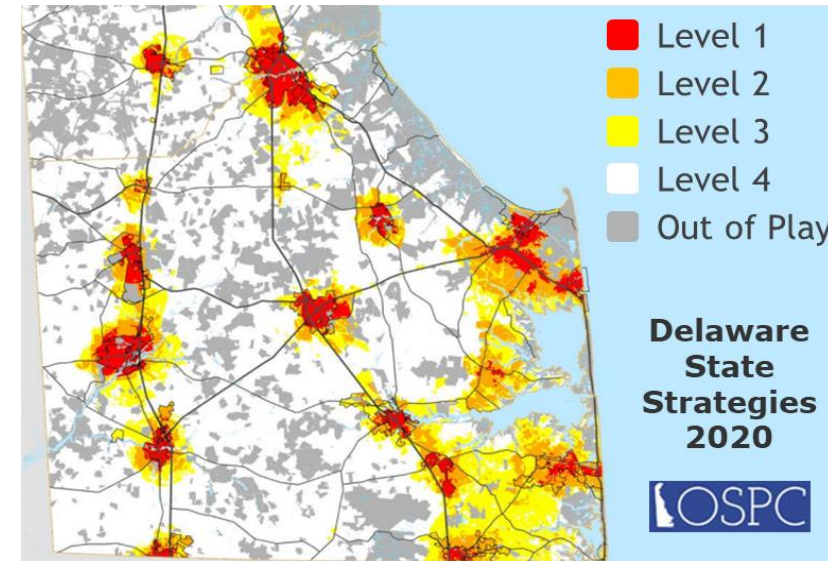 Level 1
Level 2
Level 3
Level 4
Out of Play
Delaware
State
Strategies
2020
OSPC